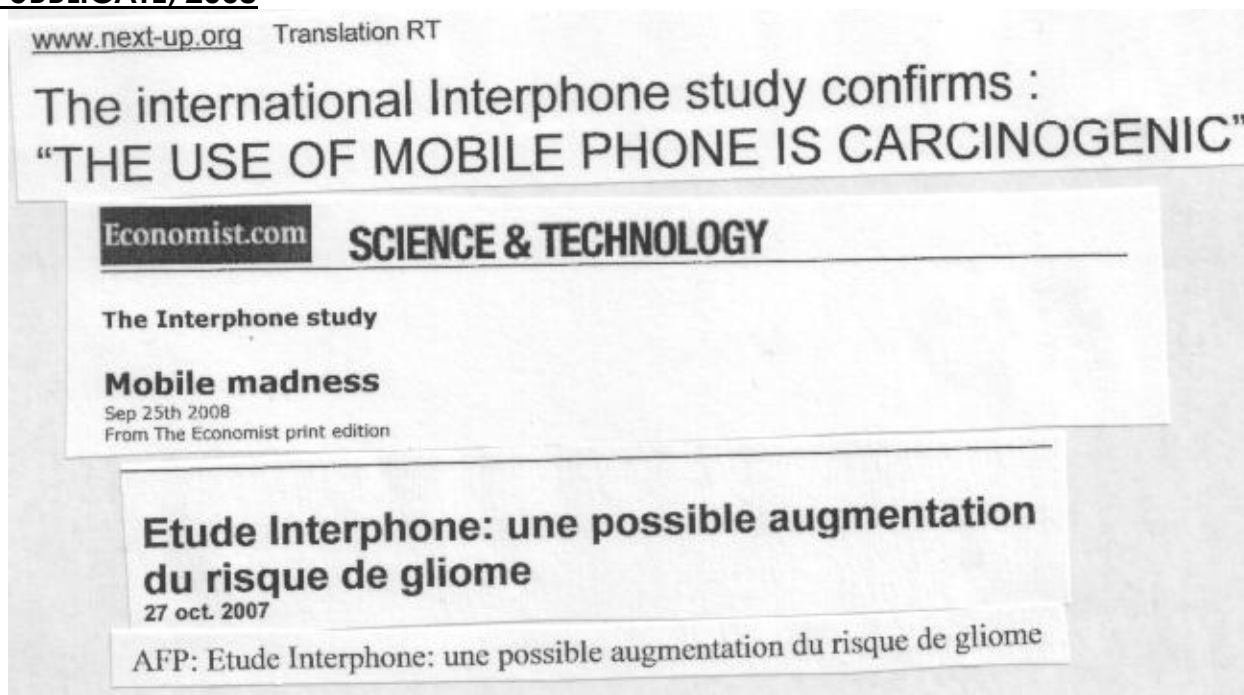 www.next-up.org Translation RT
The international Interphone study confirms :
“THE USE OF MOBILE PHONE IS CARCINOGENIC”
Economist.com SCIENCE & TECHNOLOGY
The Interphone study
Mobile madness
Sep 25th 2008
From The Economist print edition
Etude Interphone: une possible augmentation
du risque de gliome
27 oct. 2007
AFP: Etude Interphone: une possible augmentation du risque de gliome